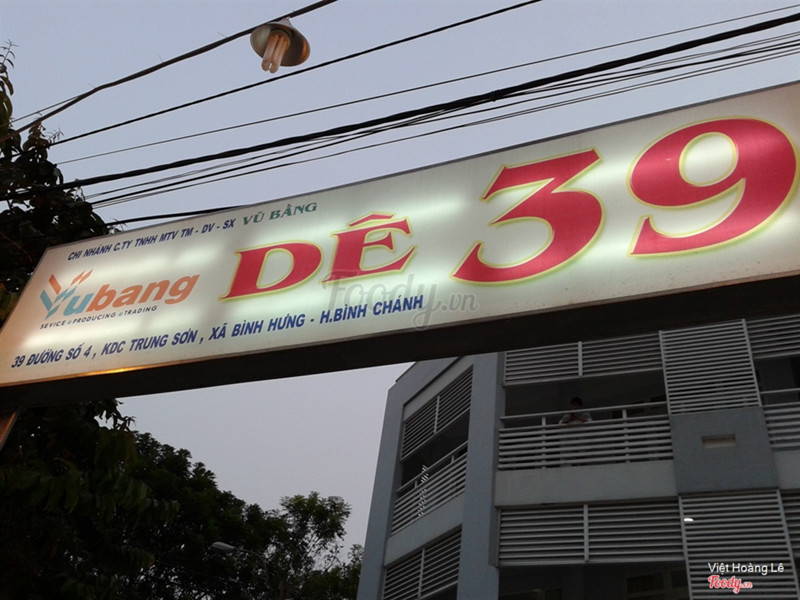 CHI NHÁNH C.TY TNHH MTV TM - DV - SX VŨ BẰNG
Vubang
SEVICE PRODUCING TRADING
DÊ 39
39 ĐƯỜNG SỐ 4 , KDC TRUNG SƠN , XÃ BÌNH HƯNG - H.BÌNH CHÁNH
Foody.vn
Việt Hoàng Lê
Foody.vn